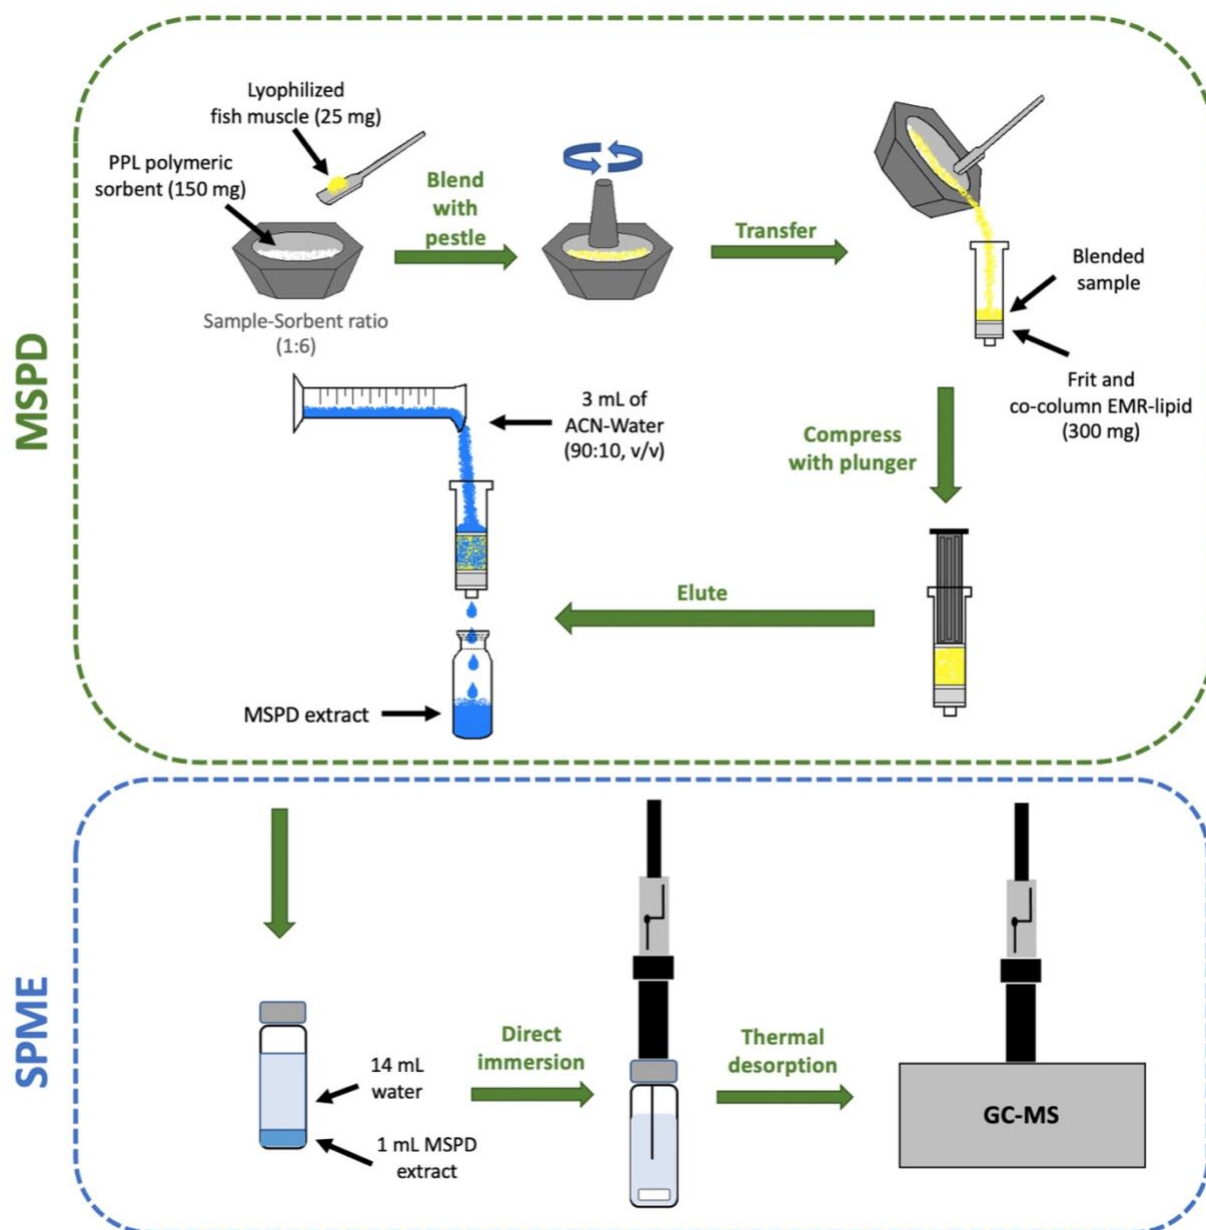 MSPD
Lyophilized
fish muscle (25 mg)
PPL polymeric
sorbent (150 mg)
Sample-Sorbent ratio
(1:6)
Blend
with
pestle
Transfer
Blended
sample
Frit and
co-column EMR-lipid
(300 mg)
Compress
with plunger
3 mL of
ACN-Water
(90:10, v/v)
Elute
MSPD extract
SPME
14 mL
water
1 mL MSPD
extract
Direct
immersion
Thermal
desorption
GC-MS